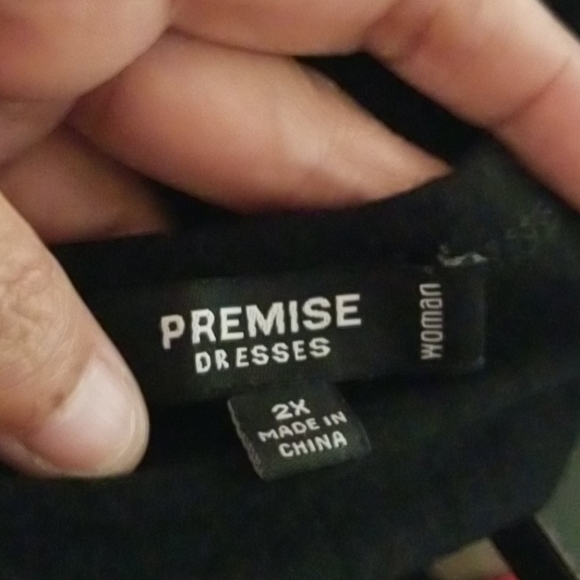 PREMISE
DRESSES
woman
2X
MADE IN
CHINA